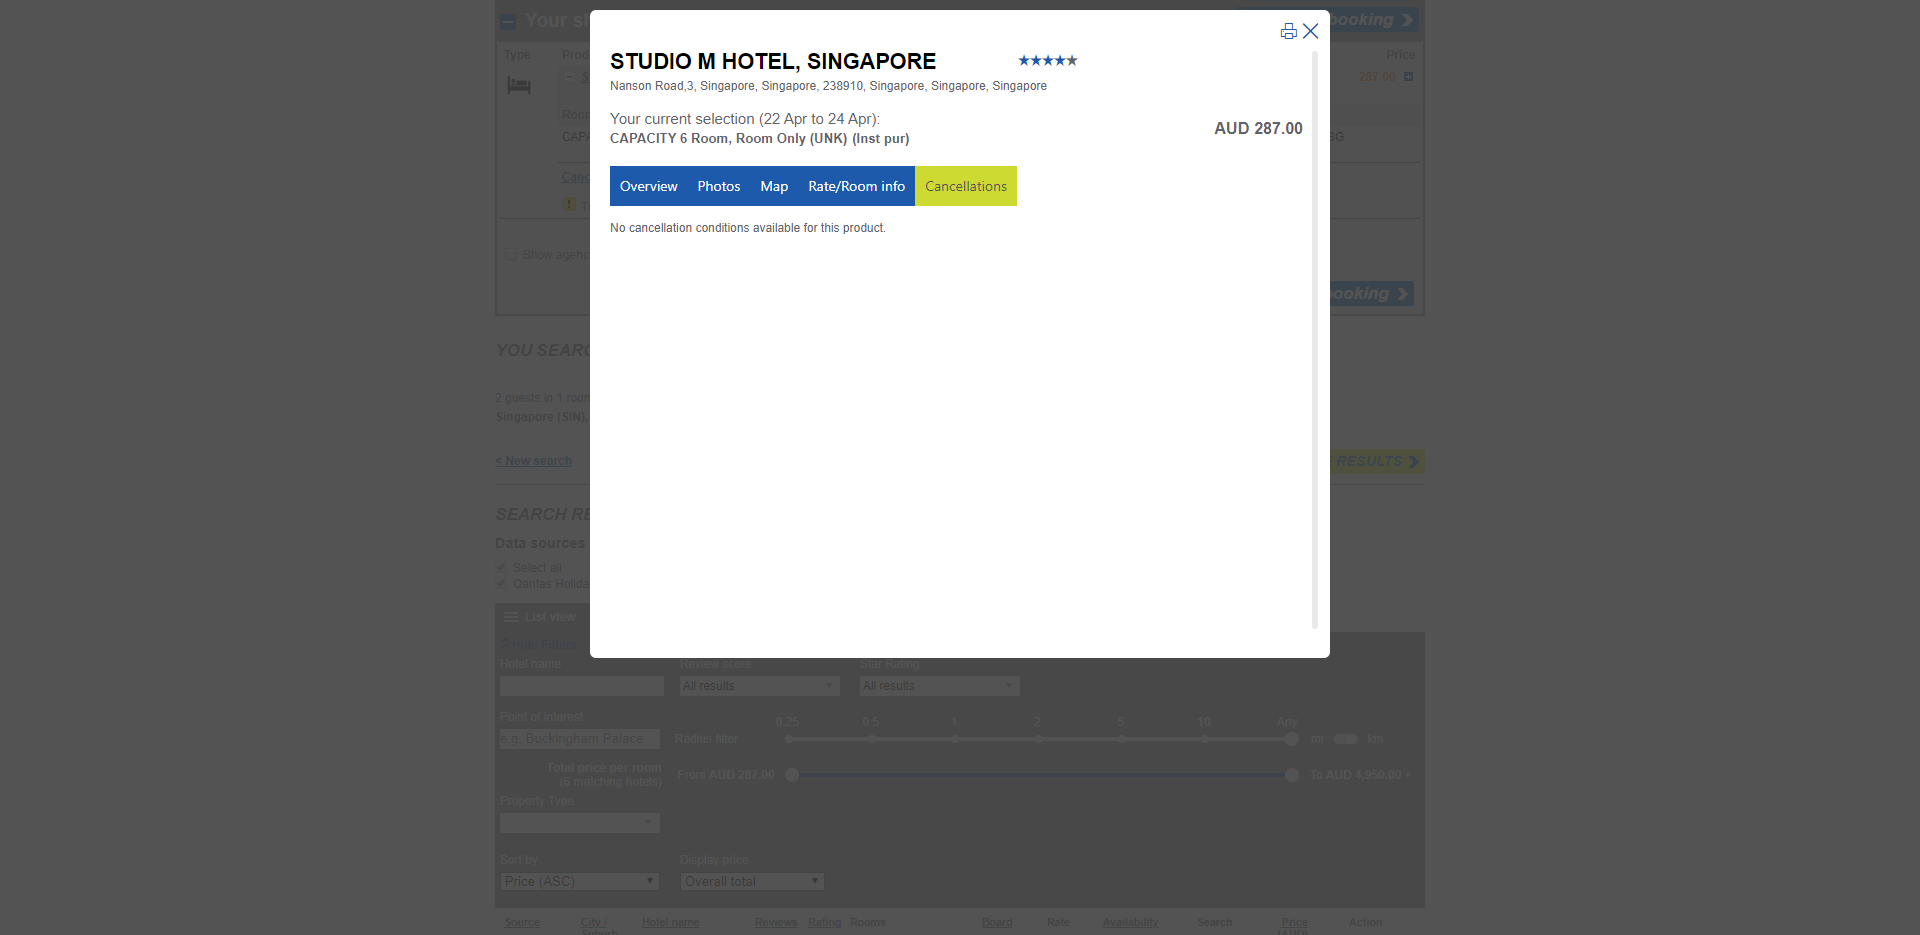 Your s
booking
Type
Prod
Price
STUDIO M HOTEL, SINGAPORE
Nanson Road,3, Singapore, Singapore, 238910, Singapore, Singapore, Singapore
287.00
Your current selection (22 Apr to 24 Apr):
CAPACITY 6 Room, Room Only (UNK) (Inst pur)
AUD 287.00
Room
CAPA
SG
Canc
Overview Photos Map Rate/Room info Cancellations
No cancellation conditions available for this product.
Show agenc
booking
YOU SEARC
2 guests in 1 room
Singapore (SIN),
< New search
RESULTS
SEARCH RE
Data sources
Select all
Qantas Holida
List view
Hide Filters
Hotel name
Review score
Star Rating
All results
All results
Point of interest
0.25 0.5 1 2 5 10 Any
e.g. Buckingham Palace
Radius filter
mi km
Total price per room
(6 matching hotels)
From AUD 287.00
To AUD 4,950.00 +
Property Type
Sort by
Display price
Price (ASC)
Overall total
Source City / Hotel name Reviews Rating Rooms Board Rate Availability Search Price Action
Suburb (AUD)